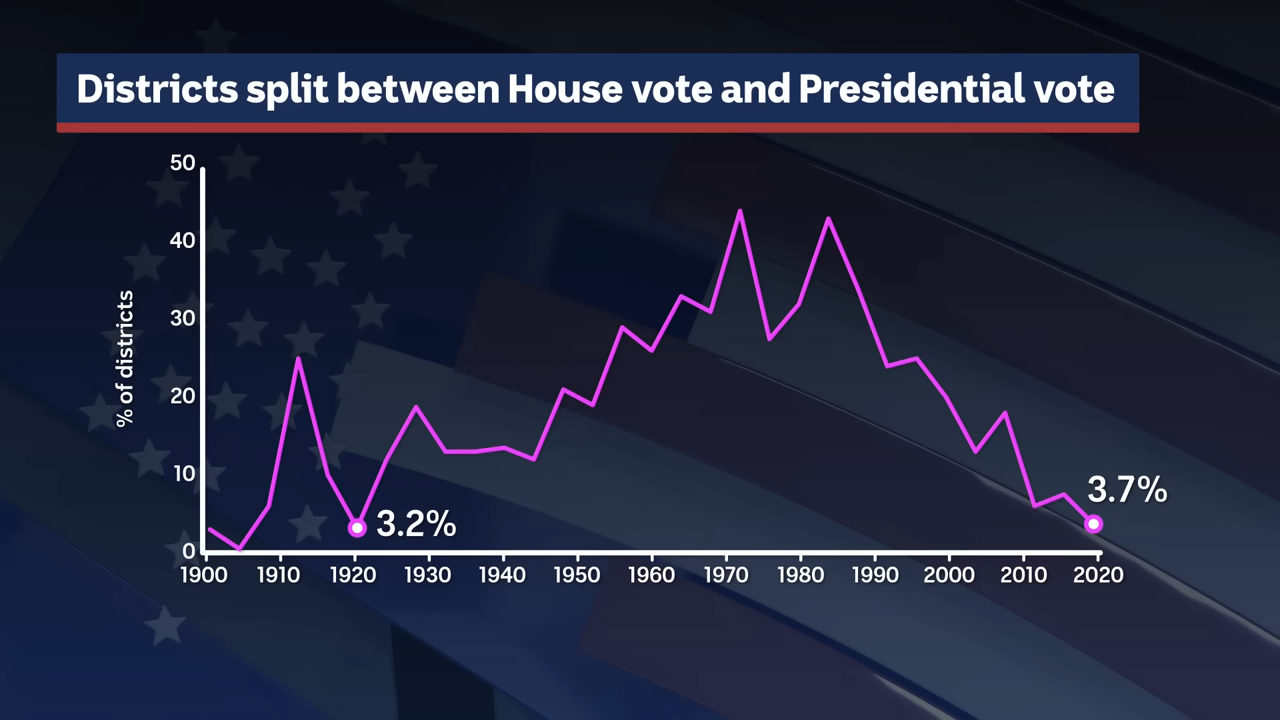 Districts split between House vote and Presidential vote
% of districts
50
40
30
20
10
0
3.2%
3.7%
1900 1910 1920 1930 1940 1950 1960 1970 1980 1990 2000 2010 2020